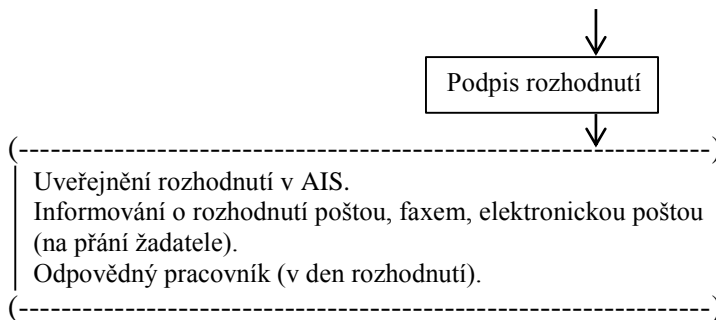 Podpis rozhodnutí
(----------------------------------------------------------------------)
Uveřejnění rozhodnutí v AIS.
Informování o rozhodnutí poštou, faxem, elektronickou poštou
(na přání žadatele).
Odpovědný pracovník (v den rozhodnutí).
(----------------------------------------------------------------------)